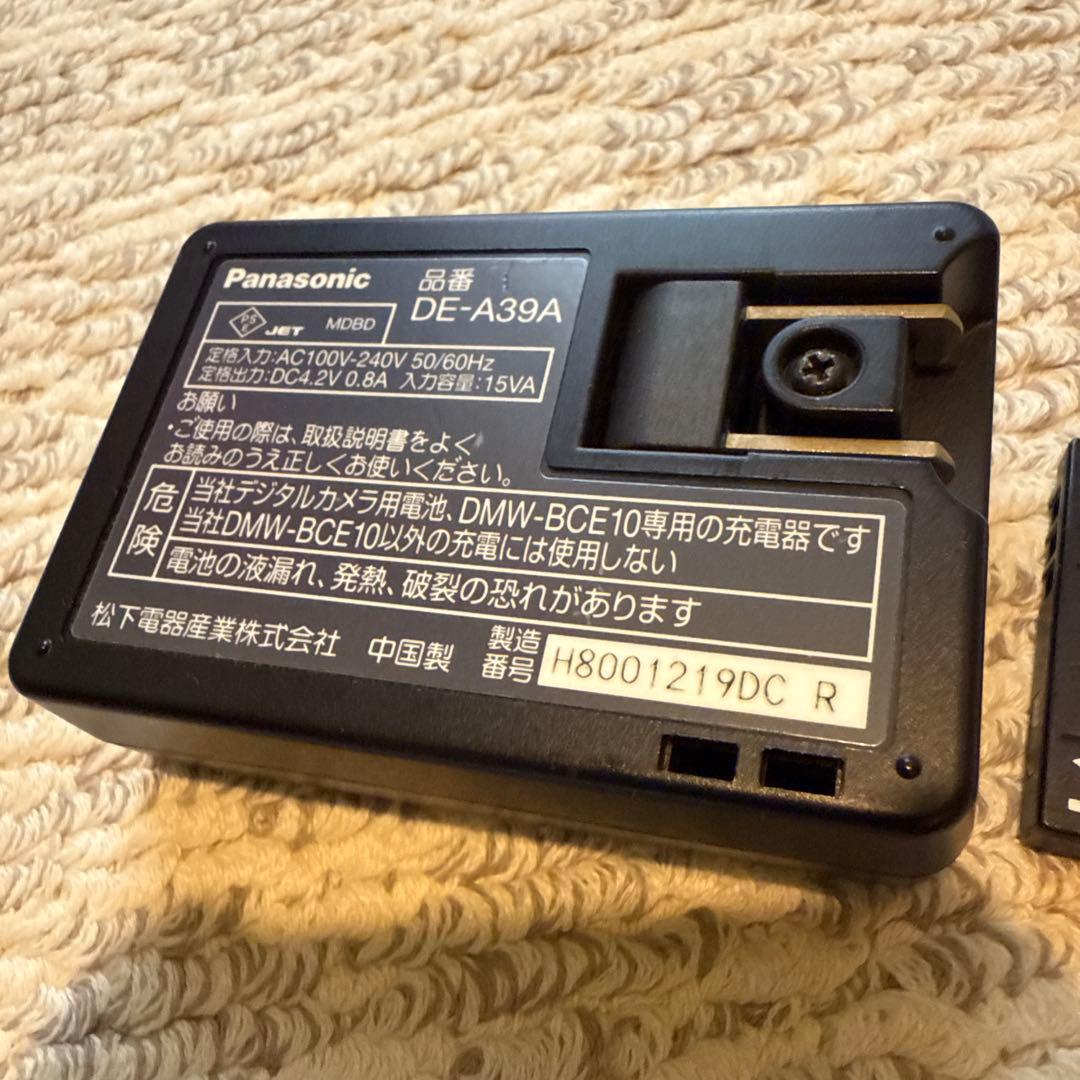 Panasonic
品番
DE-A39A
PSE JET MDBD
定格入力:AC100V-240V 50/60Hz
定格出力:DC4.2V 0.8A 入力容量:15VA
お願い
・ご使用の際は、取扱説明書をよく
お読みのうえ正しくお使いください。
危険
当社デジタルカメラ用電池、DMW-BCE10専用の充電器です
当社DMW-BCE10以外の充電には使用しない
電池の液漏れ、発熱、破裂の恐れがあります
松下電器産業株式会社 中国製
製造番号 H8001219DC R